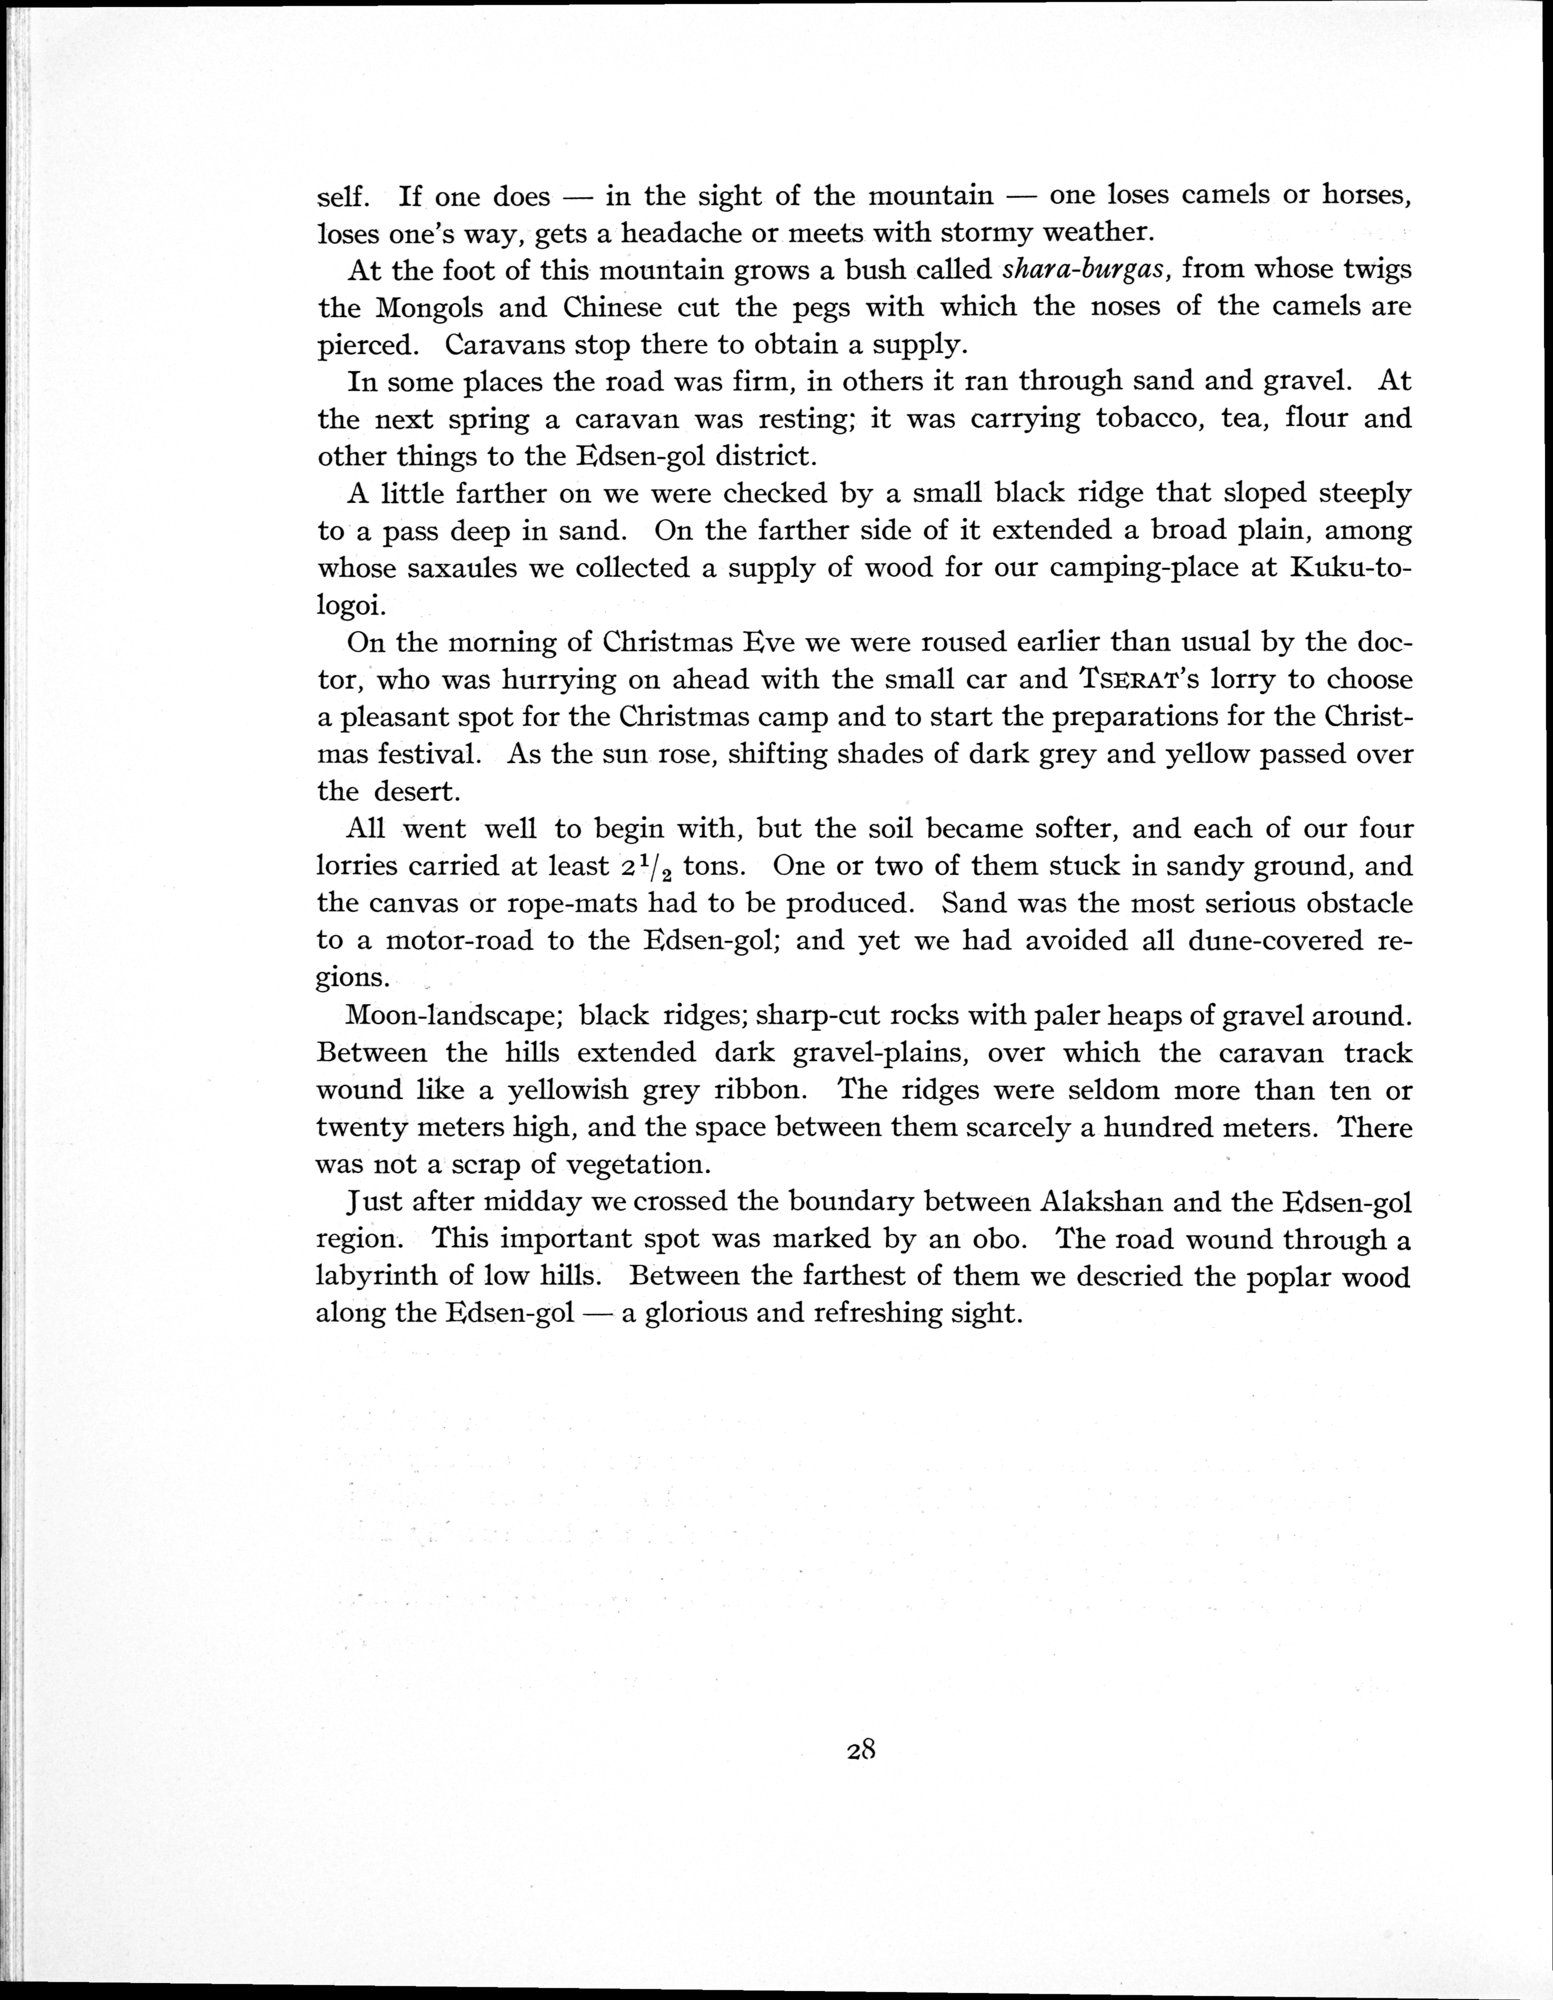 self. If one does — in the sight of the mountain — one loses camels or horses,
loses one's way, gets a headache or meets with stormy weather.
At the foot of this mountain grows a bush called shara-burgas, from whose twigs
the Mongols and Chinese cut the pegs with which the noses of the camels are
pierced. Caravans stop there to obtain a supply.
In some places the road was firm, in others it ran through sand and gravel. At
the next spring a caravan was resting; it was carrying tobacco, tea, flour and
other things to the Edsen-gol district.
A little farther on we were checked by a small black ridge that sloped steeply
to a pass deep in sand. On the farther side of it extended a broad plain, among
whose saxaules we collected a supply of wood for our camping-place at Kuku-to-
logoi.
On the morning of Christmas Eve we were roused earlier than usual by the doc-
tor, who was hurrying on ahead with the small car and TSERAT's lorry to choose
a pleasant spot for the Christmas camp and to start the preparations for the Christ-
mas festival. As the sun rose, shifting shades of dark grey and yellow passed over
the desert.
All went well to begin with, but the soil became softer, and each of our four
lorries carried at least 2 1/2 tons. One or two of them stuck in sandy ground, and
the canvas or rope-mats had to be produced. Sand was the most serious obstacle
to a motor-road to the Edsen-gol; and yet we had avoided all dune-covered re-
gions.
Moon-landscape; black ridges; sharp-cut rocks with paler heaps of gravel around.
Between the hills extended dark gravel-plains, over which the caravan track
wound like a yellowish grey ribbon. The ridges were seldom more than ten or
twenty meters high, and the space between them scarcely a hundred meters. There
was not a scrap of vegetation.
Just after midday we crossed the boundary between Alakshan and the Edsen-gol
region. This important spot was marked by an obo. The road wound through a
labyrinth of low hills. Between the farthest of them we descried the poplar wood
along the Edsen-gol — a glorious and refreshing sight.
28